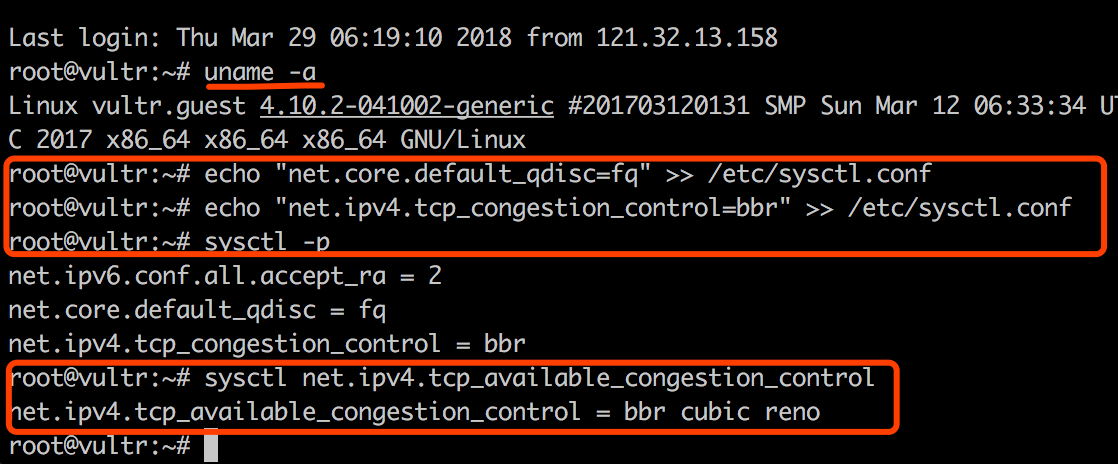 Last login: Thu Mar 29 06:19:10 2018 from 121.32.13.158
root@vultr:~# uname -a
Linux vultr.guest 4.10.2-041002-generic #201703120131 SMP Sun Mar 12 06:33:34 UT
C 2017 x86_64 x86_64 x86_64 GNU/Linux
root@vultr:~# echo "net.core.default_qdisc=fq" >> /etc/sysctl.conf
root@vultr:~# echo "net.ipv4.tcp_congestion_control=bbr" >> /etc/sysctl.conf
root@vultr:~# sysctl -p
net.ipv6.conf.all.accept_ra = 2
net.core.default_qdisc = fq
net.ipv4.tcp_congestion_control = bbr
root@vultr:~# sysctl net.ipv4.tcp_available_congestion_control
net.ipv4.tcp_available_congestion_control = bbr cubic reno
root@vultr:~#